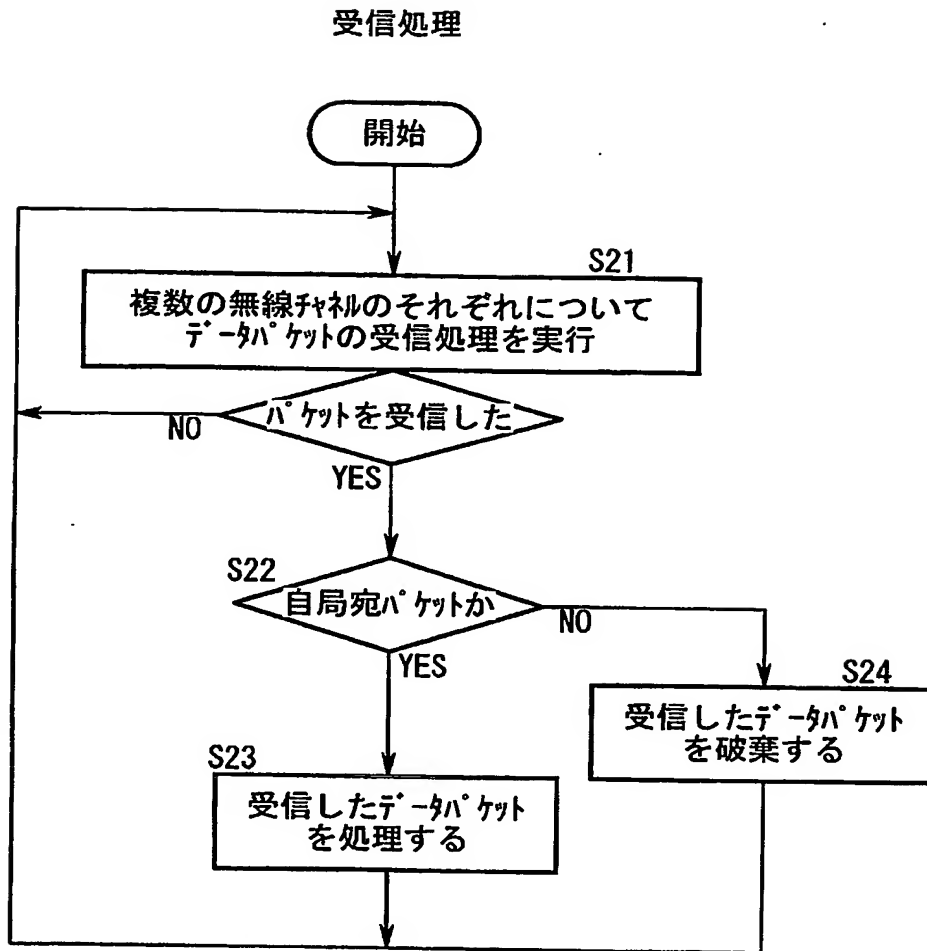 受信処理
開始
S21
複数の無線ﾁｬﾈﾙのそれぞれについて
ﾃﾞｰﾀﾊﾟｹｯﾄの受信処理を実行
ﾊﾟｹｯﾄを受信した
NO
YES
S22
自局宛ﾊﾟｹｯﾄか
NO
YES
S24
受信したﾃﾞｰﾀﾊﾟｹｯﾄ
を破棄する
S23
受信したﾃﾞｰﾀﾊﾟｹｯﾄ
を処理する